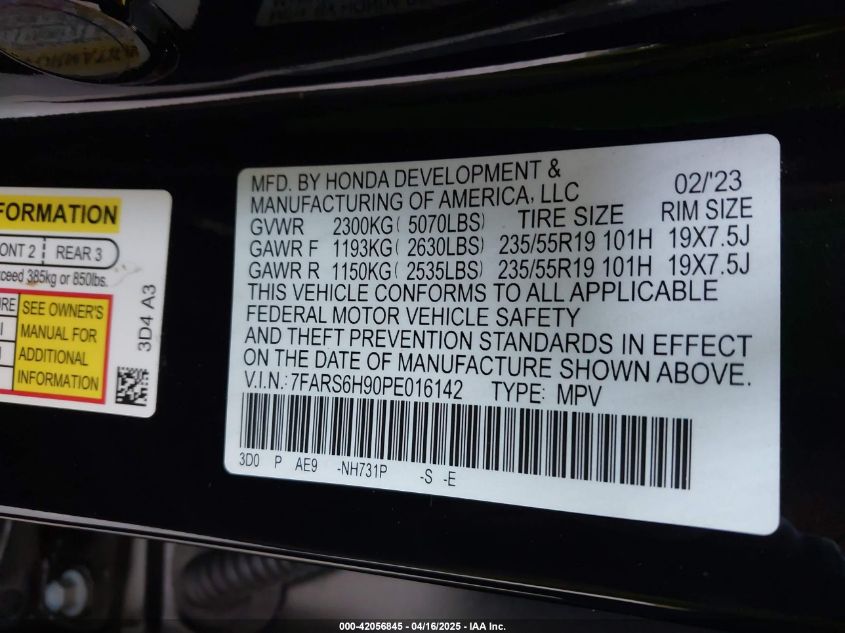 FORMATION
ONT 2 REAR 3
xceed 385kg or 850lbs.
RE SEE OWNER'S
MANUAL FOR
ADDITIONAL
INFORMATION
3D4 A3
MFD. BY HONDA DEVELOPMENT & 02/'23
MANUFACTURING OF AMERICA, LLC
GVWR 2300KG( 5070LBS) TIRE SIZE RIM SIZE
GAWR F 1193KG( 2630LBS) 235/55R19 101H 19X7.5J
GAWR R 1150KG( 2535LBS) 235/55R19 101H 19X7.5J
THIS VEHICLE CONFORMS TO ALL APPLICABLE
FEDERAL MOTOR VEHICLE SAFETY
AND THEFT PREVENTION STANDARDS IN EFFECT
ON THE DATE OF MANUFACTURE SHOWN ABOVE.
V.I.N.: 7FARS6H90PE016142 TYPE: MPV
3D0 P AE9 -NH731P -S -E
000-42056845 - 04/16/2025 - IAA Inc.